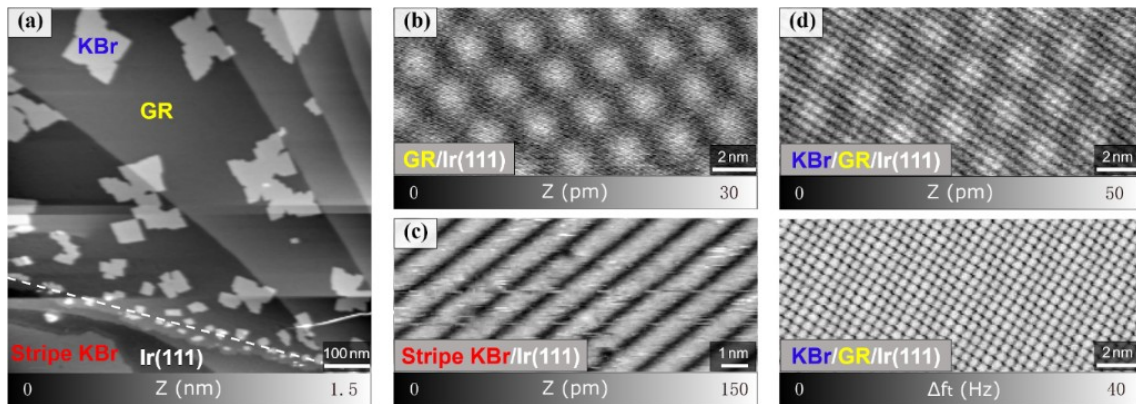 (a)
KBr
GR
Stripe KBr
Ir(111)
100 nm
0 Z (nm) 1.5
(b)
GR/Ir(111)
2 nm
0 Z (pm) 30
(c)
Stripe KBr/Ir(111)
1 nm
0 Z (pm) 150
(d)
KBr/GR/Ir(111)
2 nm
0 Z (pm) 50
KBr/GR/Ir(111)
2 nm
0 Δft (Hz) 40